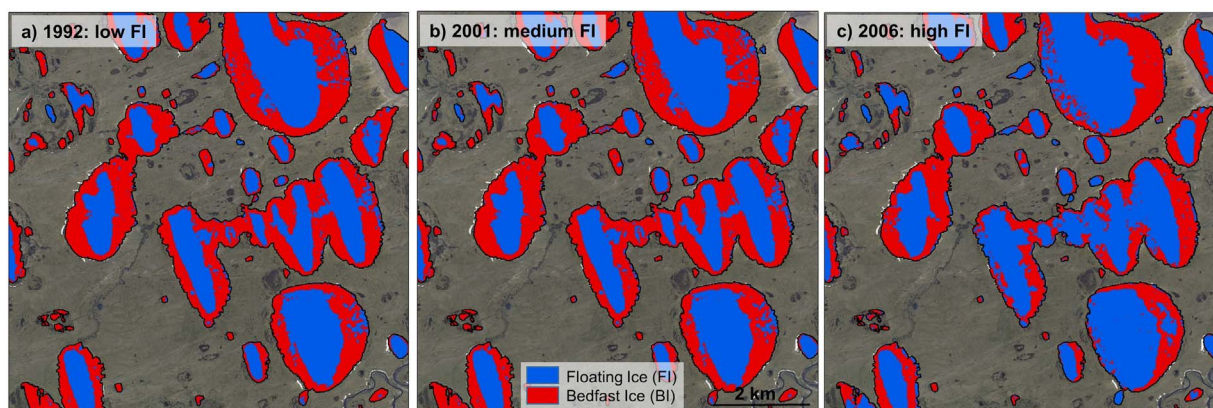 a) 1992: low FI
b) 2001: medium FI
c) 2006: high FI
Floating Ice (FI)
Bedfast Ice (BI)
2 km